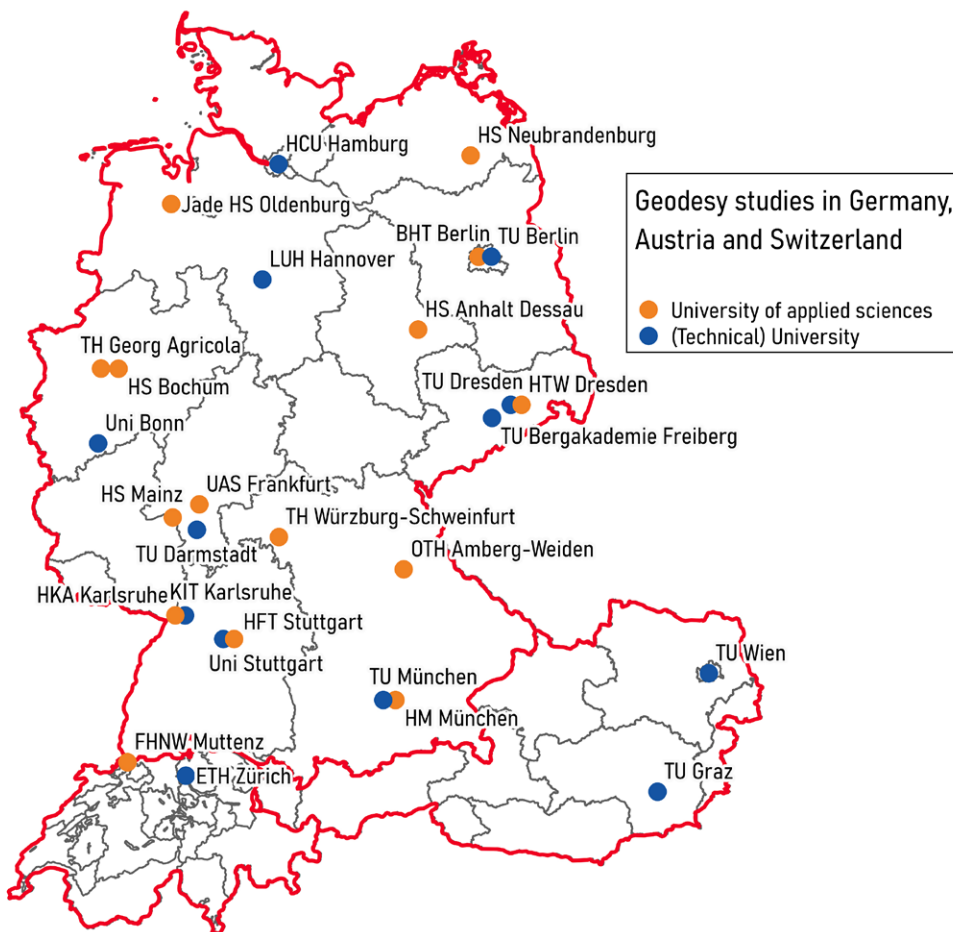 HCU Hamburg
HS Neubrandenburg
Jade HS Oldenburg
Geodesy studies in Germany,
Austria and Switzerland
University of applied sciences
(Technical) University
BHT Berlin
TU Berlin
LUH Hannover
HS Anhalt Dessau
TH Georg Agricola
HS Bochum
TU Dresden
HTW Dresden
Uni Bonn
TU Bergakademie Freiberg
HS Mainz
UAS Frankfurt
TH Würzburg-Schweinfurt
TU Darmstadt
OTH Amberg-Weiden
HKA Karlsruhe
KIT Karlsruhe
HFT Stuttgart
Uni Stuttgart
TU Wien
TU München
HM München
FHNW Muttenz
ETH Zürich
TU Graz